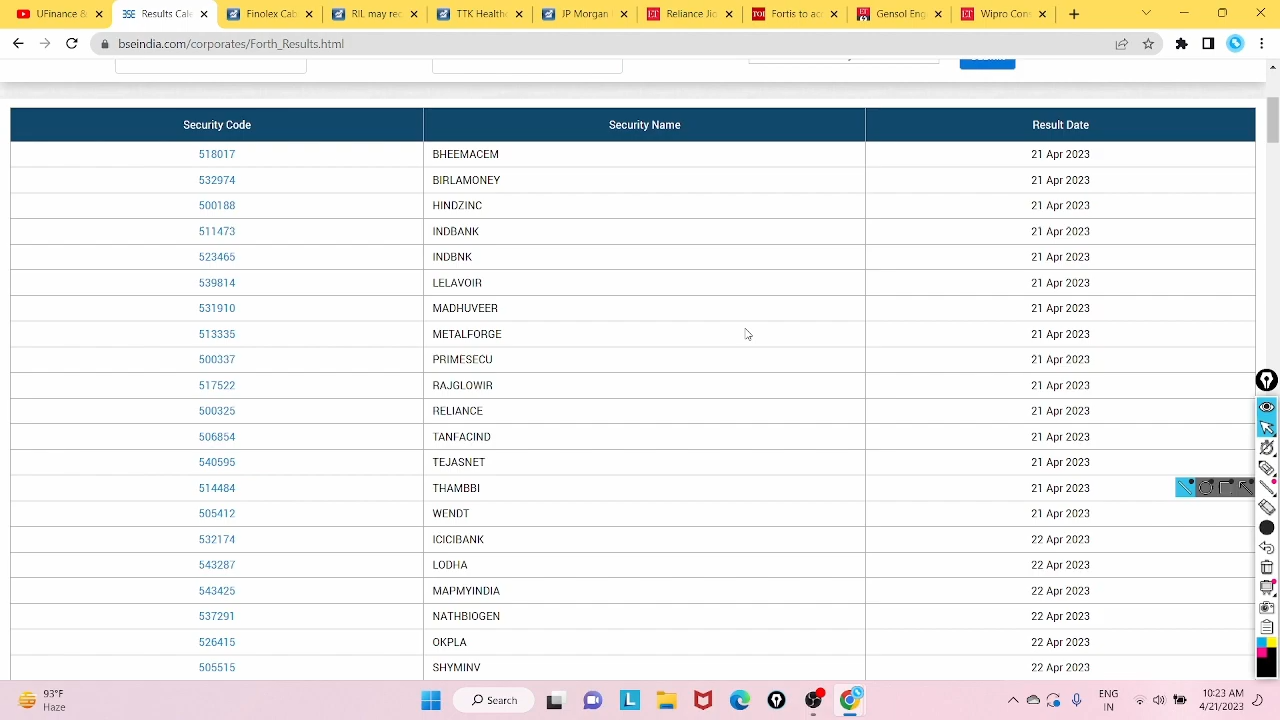 UFinance &
Results Cale
Finolex Cab
RIL may rec
TTK Health
JP Morgan
Reliance Jio
Fortis to ac
Gensol Eng
Wipro Con
bseindia.com/corporates/Forth_Results.html
Security Code Security Name Result Date
518017 BHEEMACEM 21 Apr 2023
532974 BIRLAMONEY 21 Apr 2023
500188 HINDZINC 21 Apr 2023
511473 INDBANK 21 Apr 2023
523465 INDBNK 21 Apr 2023
539814 LELAVOIR 21 Apr 2023
531910 MADHUVEER 21 Apr 2023
513335 METALFORGE 21 Apr 2023
500337 PRIMESECU 21 Apr 2023
517522 RAJGLOWIR 21 Apr 2023
500325 RELIANCE 21 Apr 2023
506854 TANFACIND 21 Apr 2023
540595 TEJASNET 21 Apr 2023
514484 THAMBBI 21 Apr 2023
505412 WENDT 21 Apr 2023
532174 ICICIBANK 22 Apr 2023
543287 LODHA 22 Apr 2023
543425 MAPMYINDIA 22 Apr 2023
537291 NATHBIOGEN 22 Apr 2023
526415 OKPLA 22 Apr 2023
505515 SHYMINV 22 Apr 2023
93°F
Haze
Search
ENG
IN
10:23 AM
4/21/2023